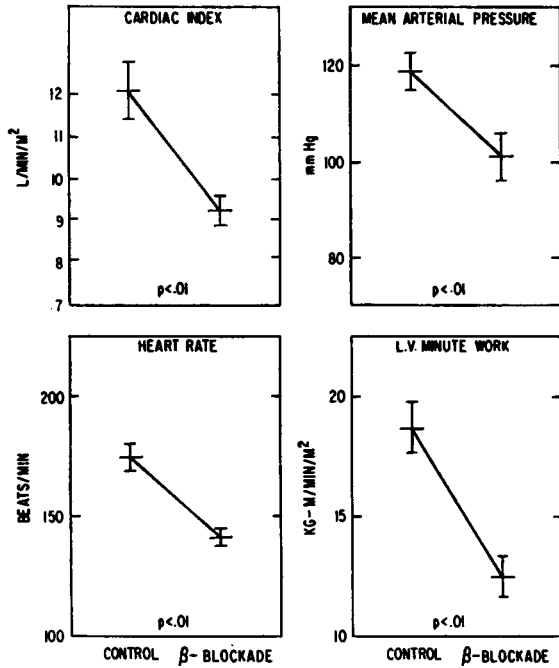 CARDIAC INDEX
L/MIN/M²
12
11
10
9
8
7
p<.01
MEAN ARTERIAL PRESSURE
mm Hg
120
100
80
p<.01
HEART RATE
BEATS/MIN
200
150
100
p<.01
L.V. MINUTE WORK
KG-M/MIN/M²
20
15
10
p<.01
CONTROL β-BLOCKADE
CONTROL β-BLOCKADE